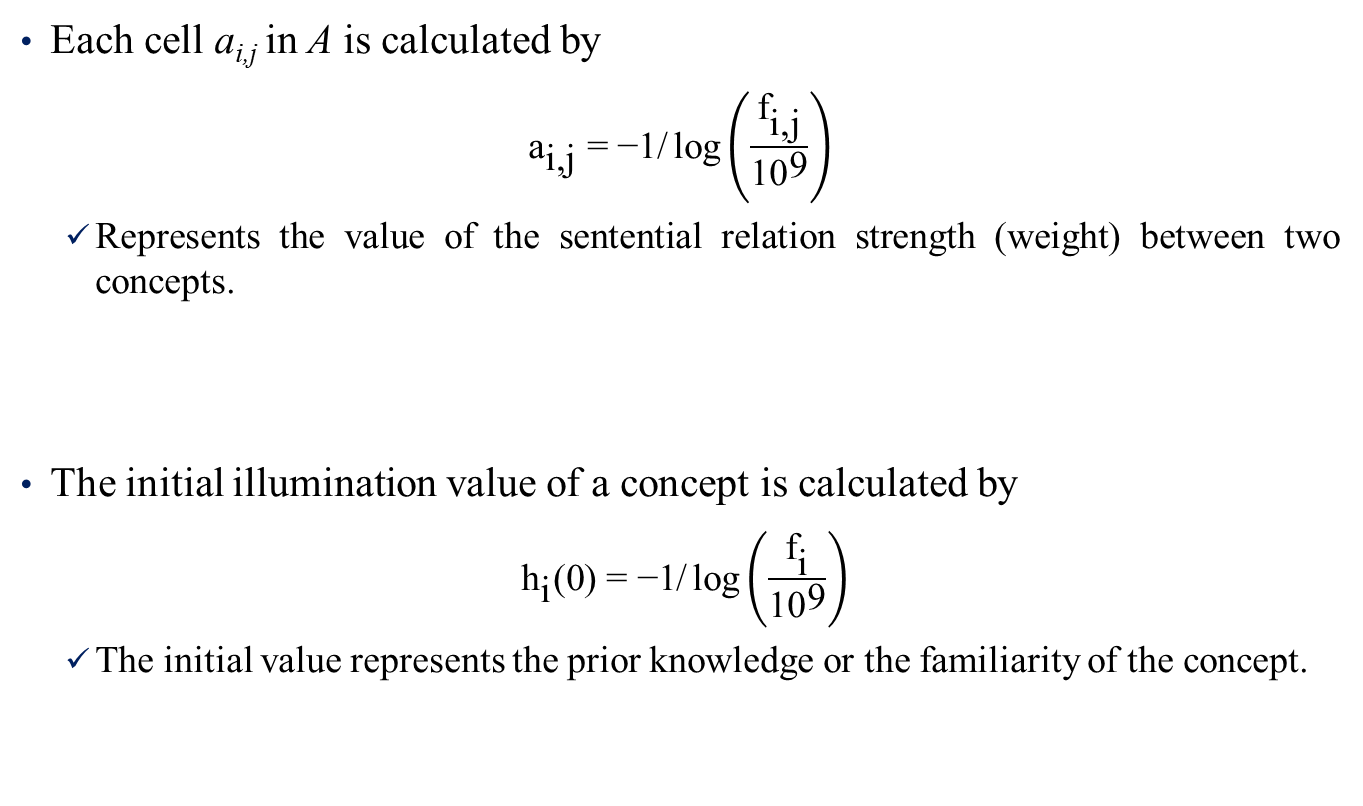 • Each cell a_{i,j} in A is calculated by
a_{i,j} = −1/log(f_{i,j}/10^9)
✓ Represents the value of the sentential relation strength (weight) between two
concepts.
• The initial illumination value of a concept is calculated by
h_i(0) = −1/log(f_i/10^9)
✓ The initial value represents the prior knowledge or the familiarity of the concept.